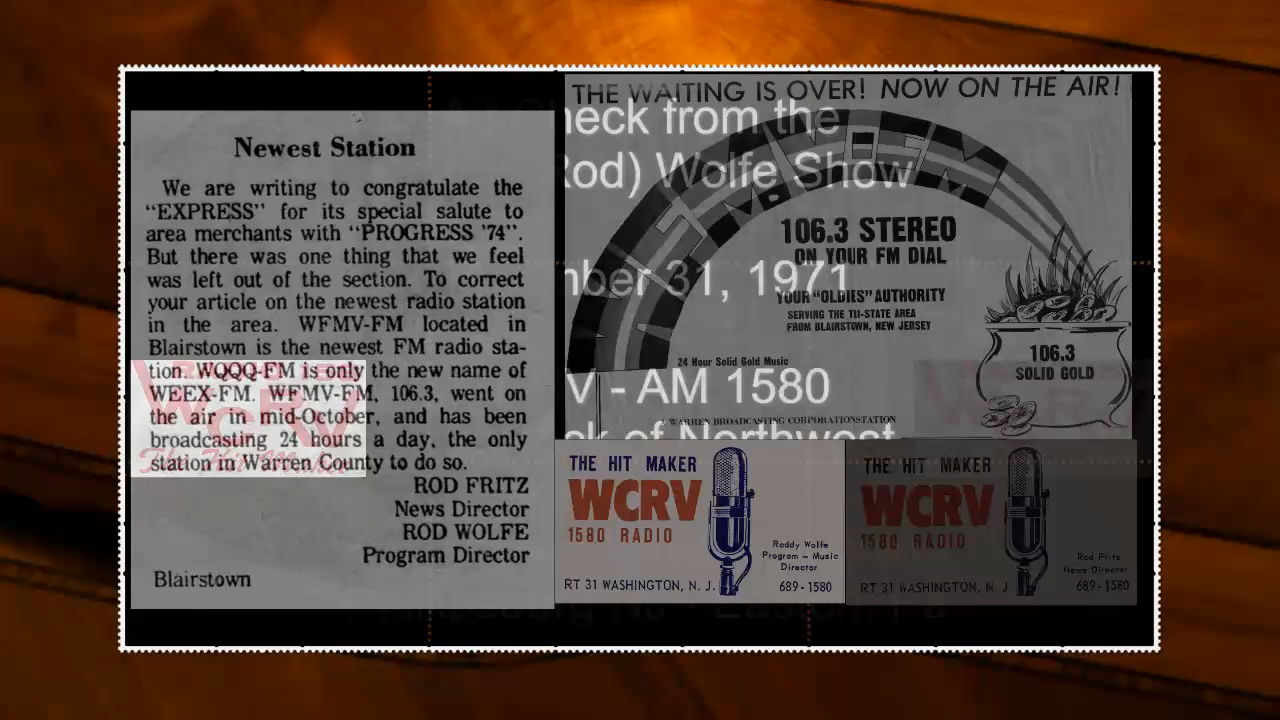 Newest Station
We are writing to congratulate the
"EXPRESS" for its special salute to
area merchants with "PROGRESS '74".
But there was one thing that we feel
was left out of the section. To correct
your article on the newest radio station
in the area. WFMV-FM located in
Blairstown is the newest FM radio sta-
tion. WQQQ-FM is only the new name of
WEEX-FM. WFMV-FM, 106.3, went on
the air in mid-October, and has been
broadcasting 24 hours a day, the only
station in Warren County to do so.
ROD FRITZ
News Director
ROD WOLFE
Program Director
Blairstown
WCRV
THE WAITING IS OVER! NOW ON THE AIR!
heck from the
Rod) Wolfe Show
mber 31, 1971
V - AM 1580
ck of Northwest
WFMV FM
106.3 STEREO
ON YOUR FM DIAL
YOUR "OLDIES" AUTHORITY
SERVING THE TII-STATE AREA
FROM BLAIRSTOWN, NEW JERSEY
24 Hour Solid Gold Music
A WARREN BROADCASTING CORPORATION STATION
106.3
SOLID GOLD
THE HIT MAKER
WCRV
1580 RADIO
Roddy Wolfe
Program - Music
Director
RT 31 WASHINGTON, N. J.
689-1580
THE HIT MAKER
WCRV
1580 RADIO
Rod Fritz
News Director
RT 31 WASHINGTON, N. J
689-1580